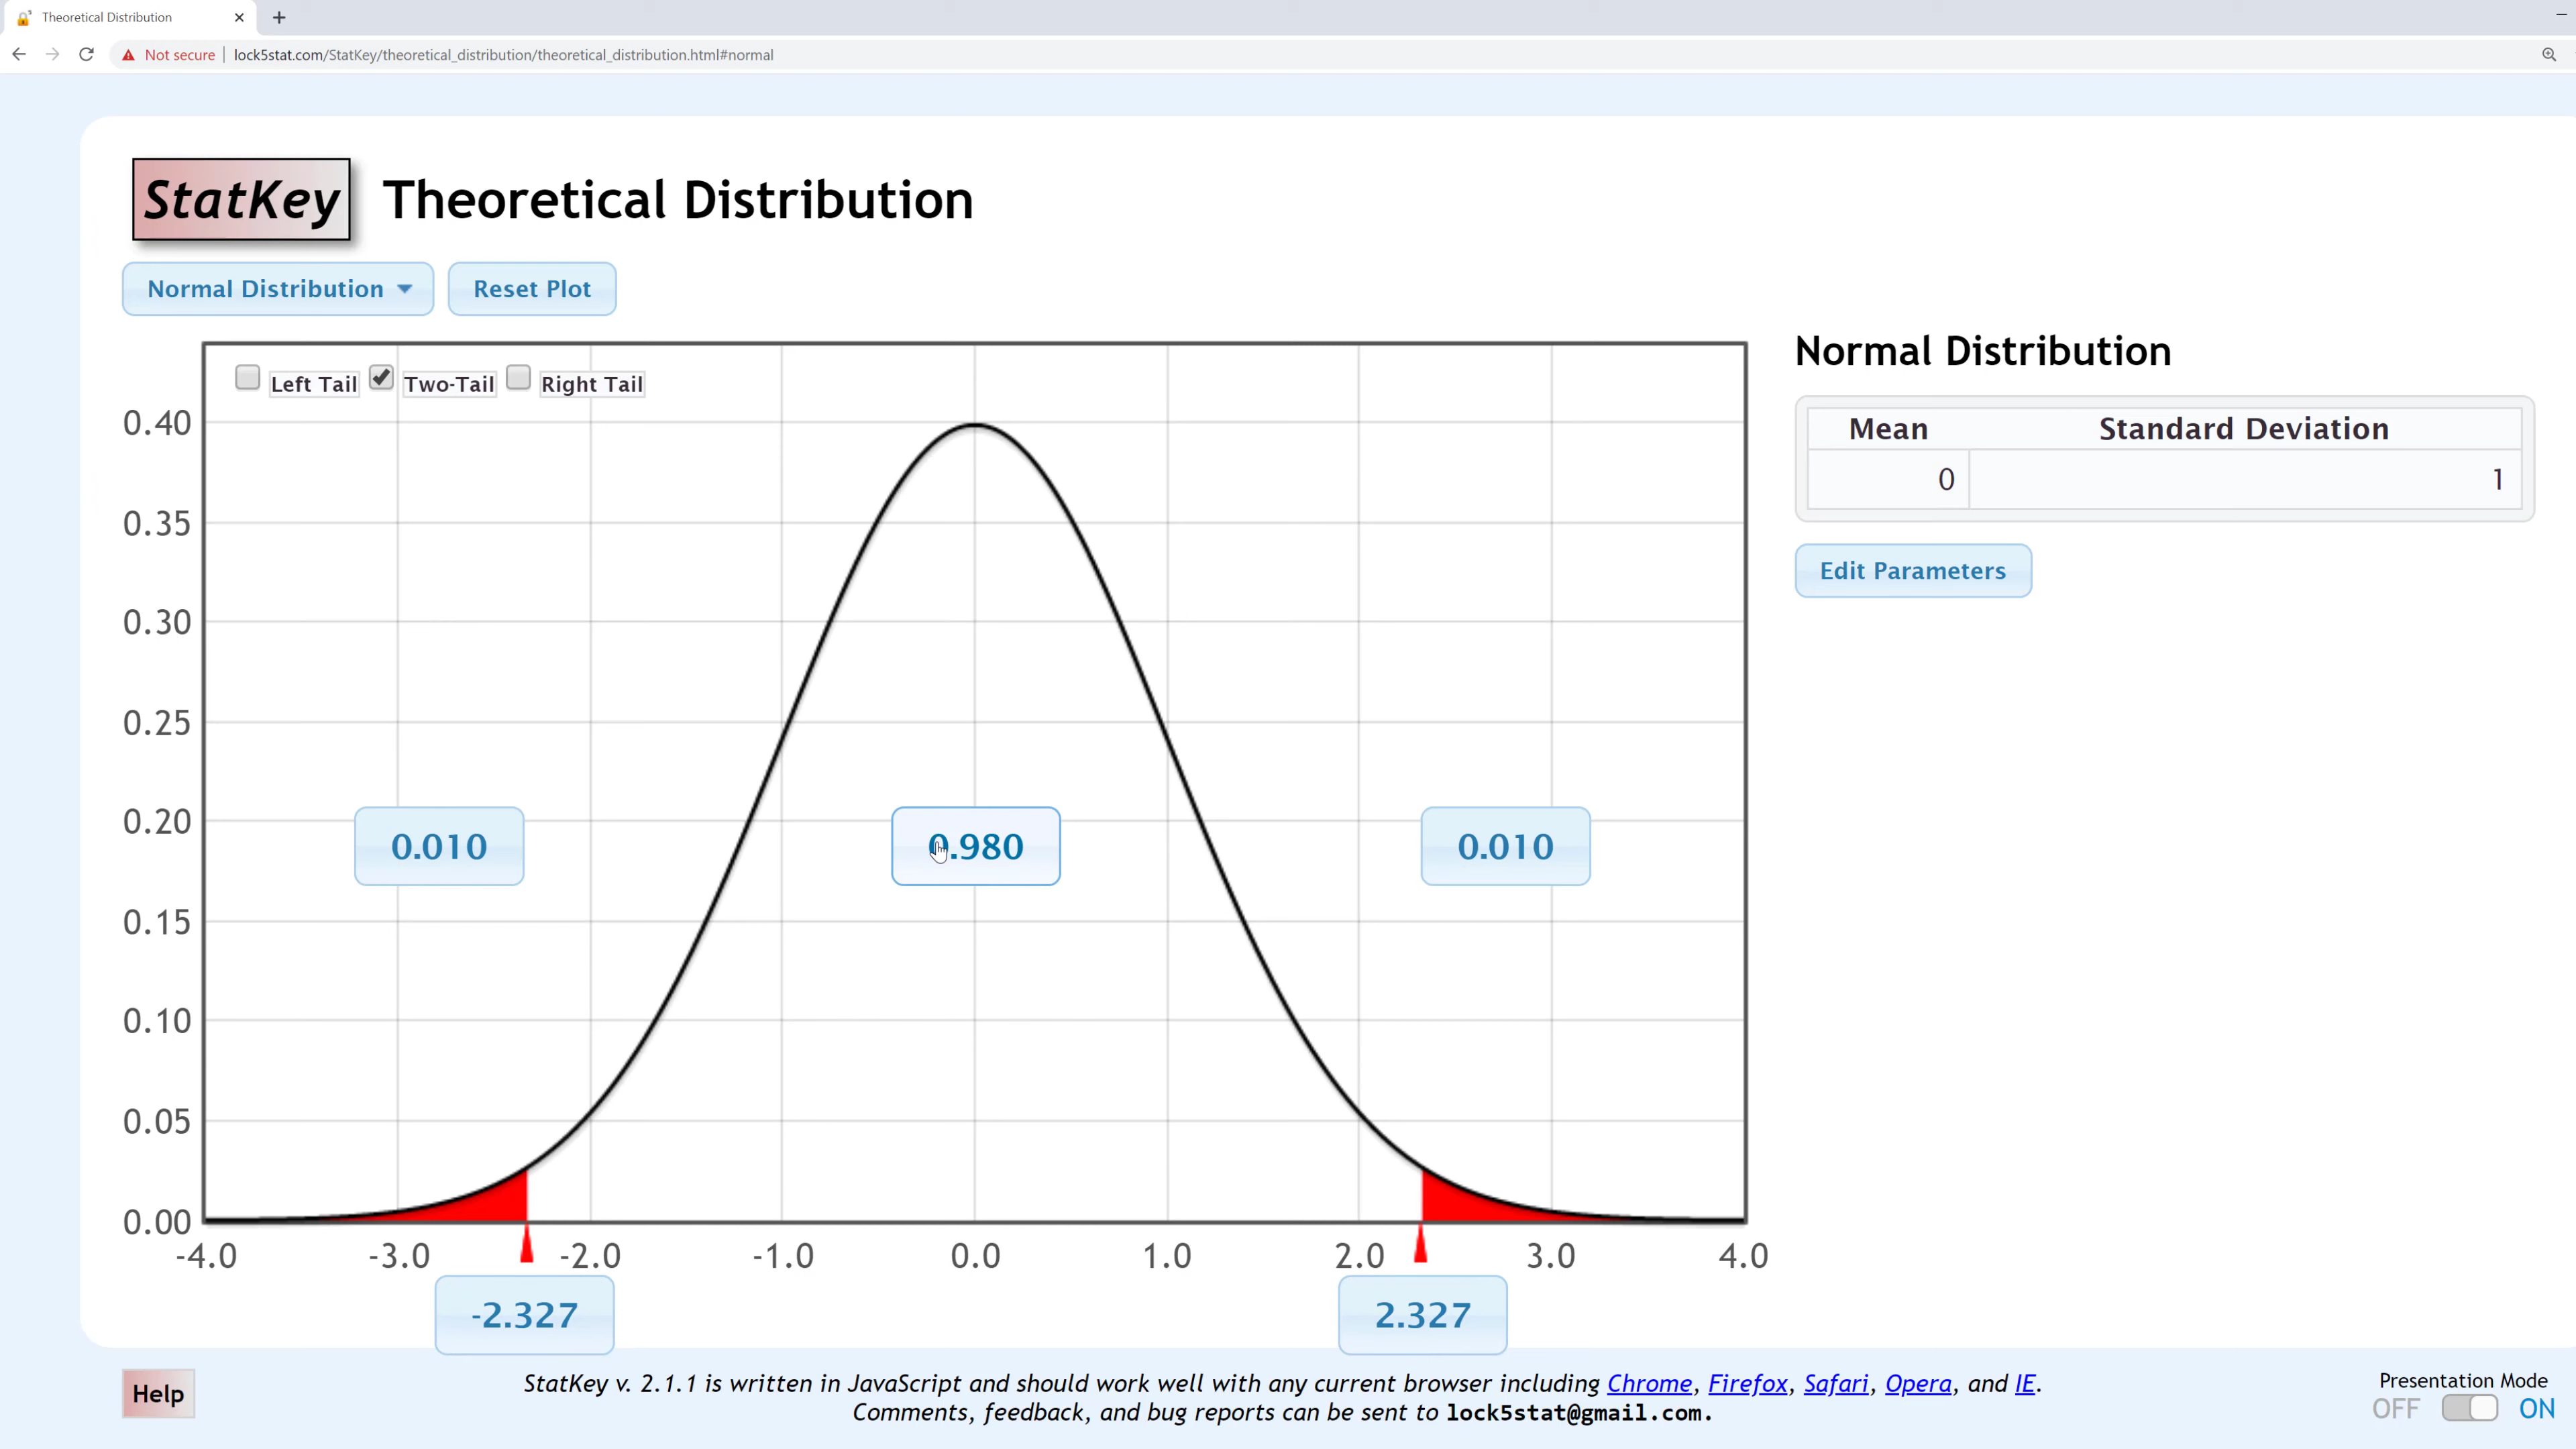 Theoretical Distribution
Not secure | lock5stat.com/StatKey/theoretical_distribution/theoretical_distribution.html#normal
StatKey Theoretical Distribution
Normal Distribution Reset Plot
Left Tail Two-Tail Right Tail
Normal Distribution
Mean Standard Deviation
0 1
Edit Parameters
0.40
0.35
0.30
0.25
0.20
0.15
0.10
0.05
0.00
0.010 0.980 0.010
-4.0 -3.0 -2.0 -1.0 0.0 1.0 2.0 3.0 4.0
-2.327 2.327
Help
StatKey v. 2.1.1 is written in JavaScript and should work well with any current browser including Chrome, Firefox, Safari, Opera, and IE.
Comments, feedback, and bug reports can be sent to lock5stat@gmail.com.
Presentation Mode
OFF ON